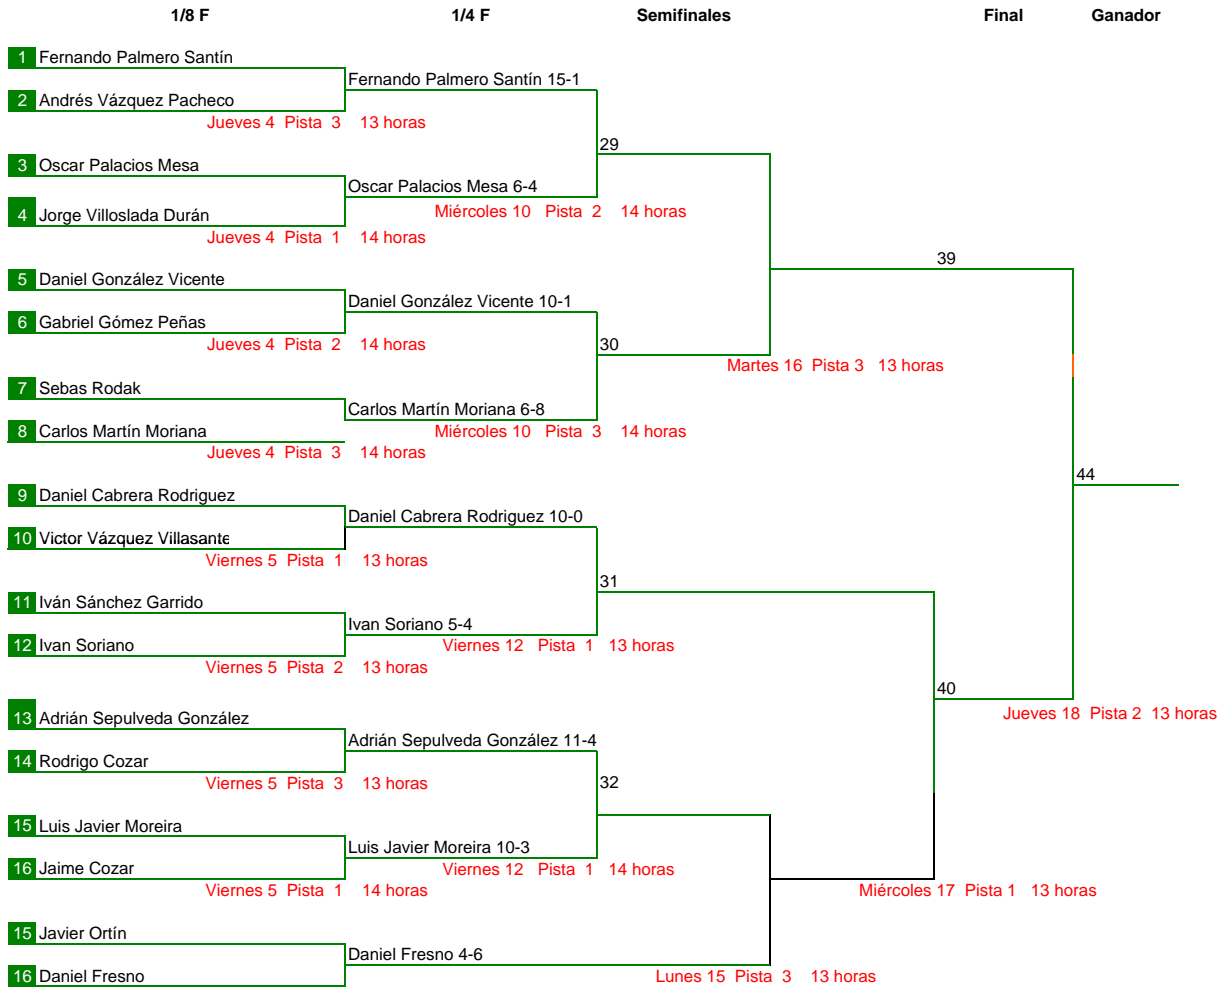 1/8 F 1/4 F Semifinales Final Ganador
1 Fernando Palmero Santín
Fernando Palmero Santín 15-1
2 Andrés Vázquez Pacheco
Jueves 4 Pista 3 13 horas
29
3 Oscar Palacios Mesa
Oscar Palacios Mesa 6-4
4 Jorge Villoslada Durán
Miércoles 10 Pista 2 14 horas
Jueves 4 Pista 1 14 horas
39
5 Daniel González Vicente
Daniel González Vicente 10-1
6 Gabriel Gómez Peñas
Jueves 4 Pista 2 14 horas
30
Martes 16 Pista 3 13 horas
7 Sebas Rodak
Carlos Martín Moriana 6-8
8 Carlos Martín Moriana
Miércoles 10 Pista 3 14 horas
Jueves 4 Pista 3 14 horas
44
9 Daniel Cabrera Rodriguez
Daniel Cabrera Rodriguez 10-0
10 Victor Vázquez Villasante
Viernes 5 Pista 1 13 horas
31
11 Iván Sánchez Garrido
Ivan Soriano 5-4
12 Ivan Soriano
Viernes 12 Pista 1 13 horas
Viernes 5 Pista 2 13 horas
40
Jueves 18 Pista 2 13 horas
13 Adrián Sepulveda González
Adrián Sepulveda González 11-4
14 Rodrigo Cozar
Viernes 5 Pista 3 13 horas
32
15 Luis Javier Moreira
Luis Javier Moreira 10-3
16 Jaime Cozar
Viernes 12 Pista 1 14 horas
Viernes 5 Pista 1 14 horas
Miércoles 17 Pista 1 13 horas
15 Javier Ortín
Daniel Fresno 4-6
16 Daniel Fresno
Lunes 15 Pista 3 13 horas